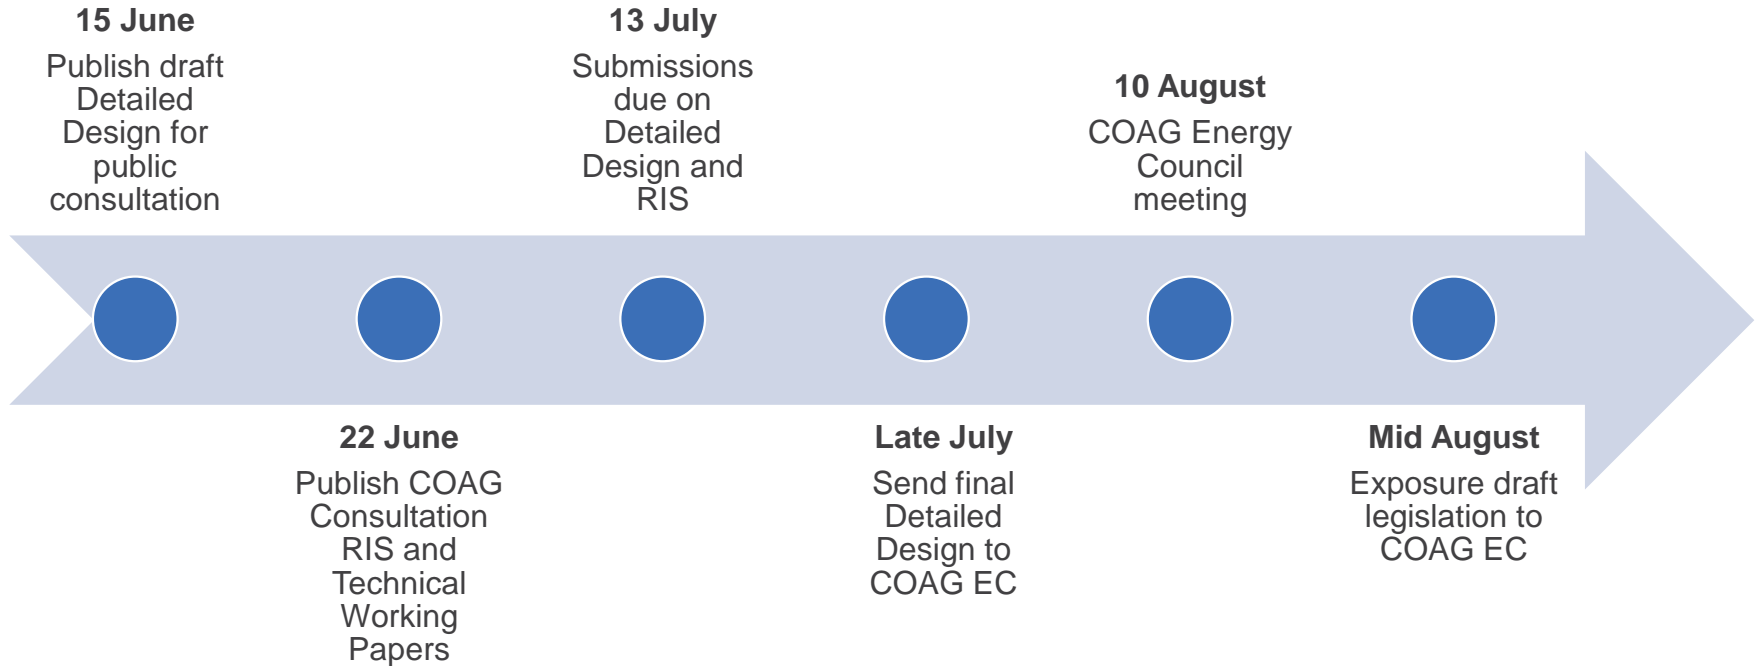 15 June
Publish draft
Detailed
Design for
public
consultation
22 June
Publish COAG
Consultation
RIS and
Technical
Working
Papers
13 July
Submissions
due on
Detailed
Design and
RIS
Late July
Send final
Detailed
Design to
COAG EC
10 August
COAG Energy
Council
meeting
Mid August
Exposure draft
legislation to
COAG EC